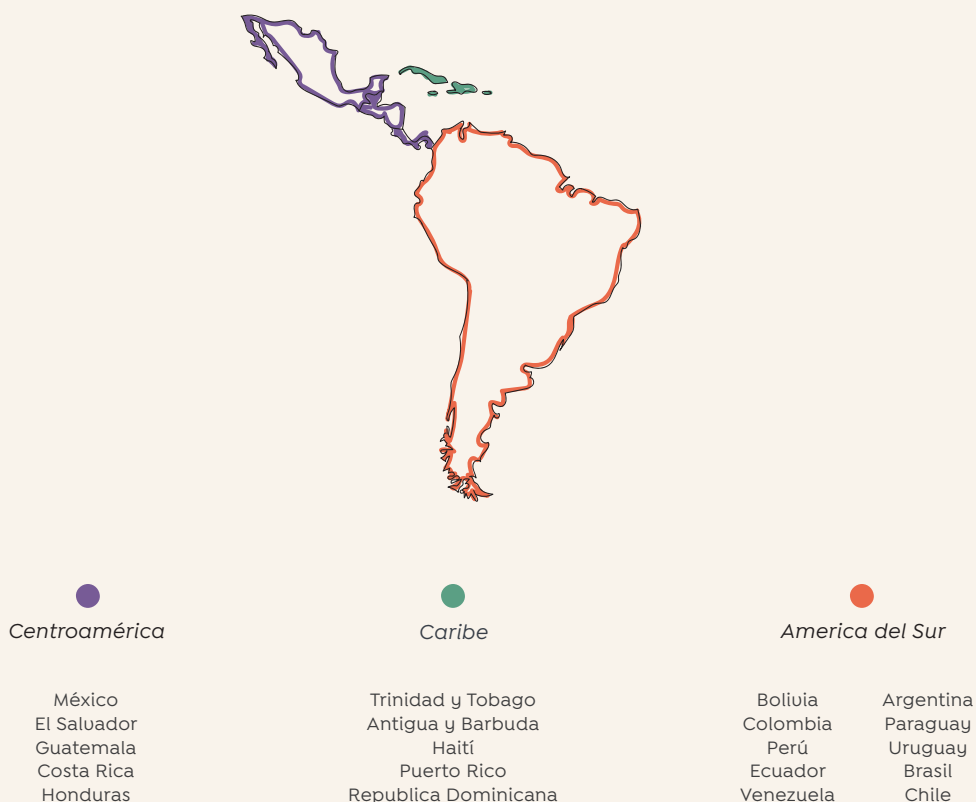 Centroamérica
México
El Salvador
Guatemala
Costa Rica
Honduras
Caribe
Trinidad y Tobago
Antigua y Barbuda
Haití
Puerto Rico
Republica Dominicana
America del Sur
Bolivia
Colombia
Perú
Ecuador
Venezuela
Argentina
Paraguay
Uruguay
Brasil
Chile